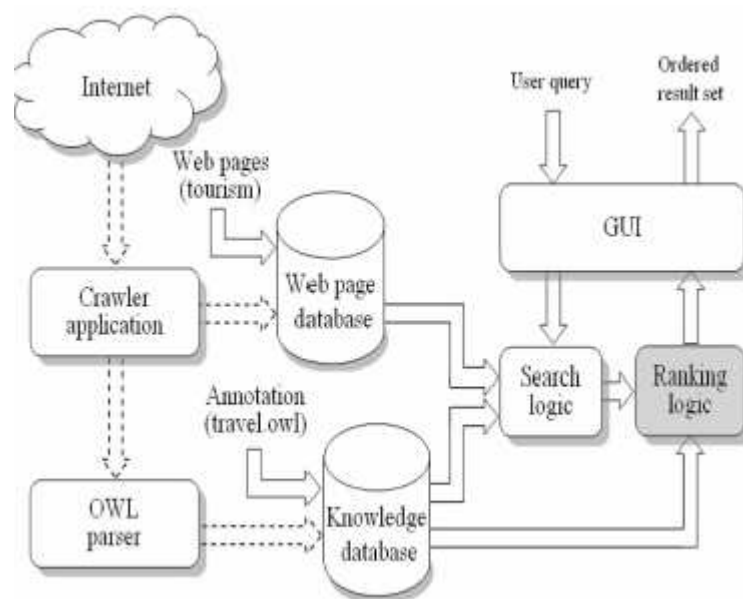 Internet
User query
Ordered
result set
Web pages
(tourism)
GUI
Crawler
application
Web page
database
Search
logic
Ranking
logic
Annotation
(travel.owl)
OWL
parser
Knowledge
database